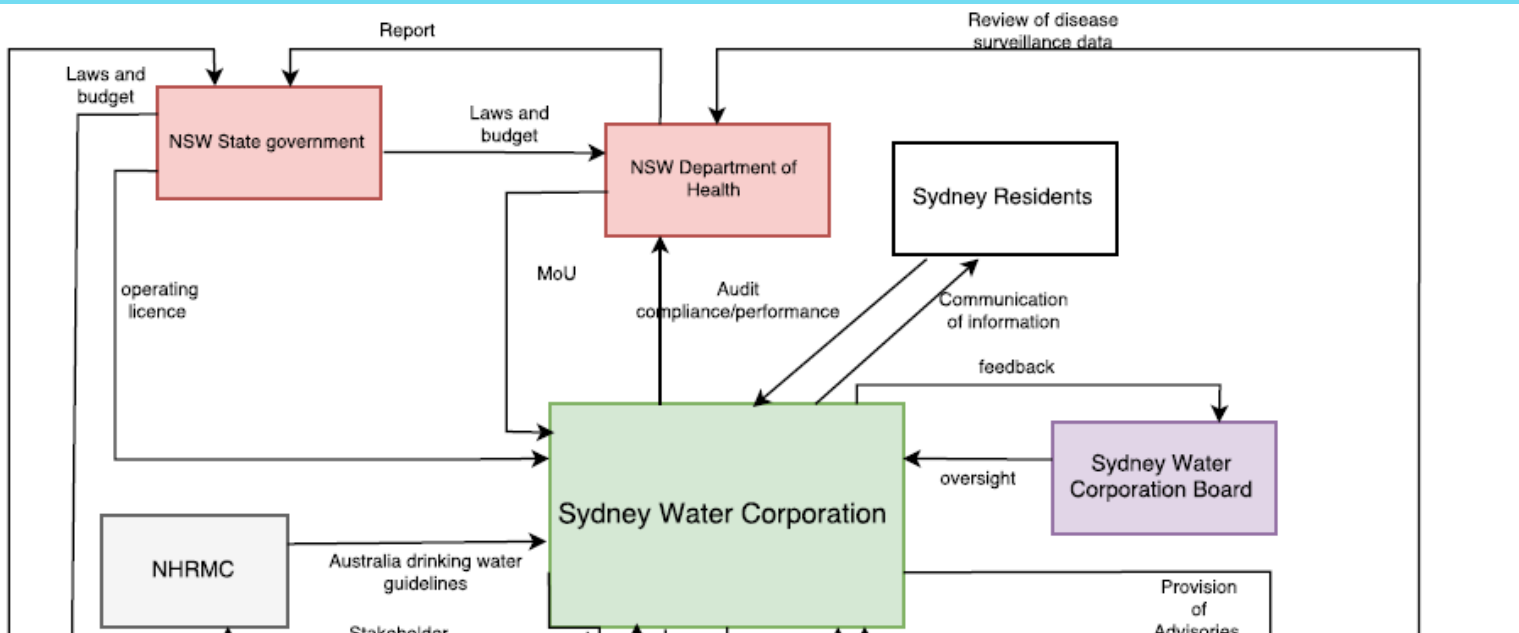 Review of disease
surveillance data
Report
Laws and
budget
NSW State government
Laws and
budget
NSW Department of
Health
Sydney Residents
operating
licence
MoU
Audit
compliance/performance
Communication
of information
feedback
Sydney Water
Corporation Board
oversight
Sydney Water Corporation
NHRMC
Australia drinking water
guidelines
Provision
of
Advisories
Stakeholder